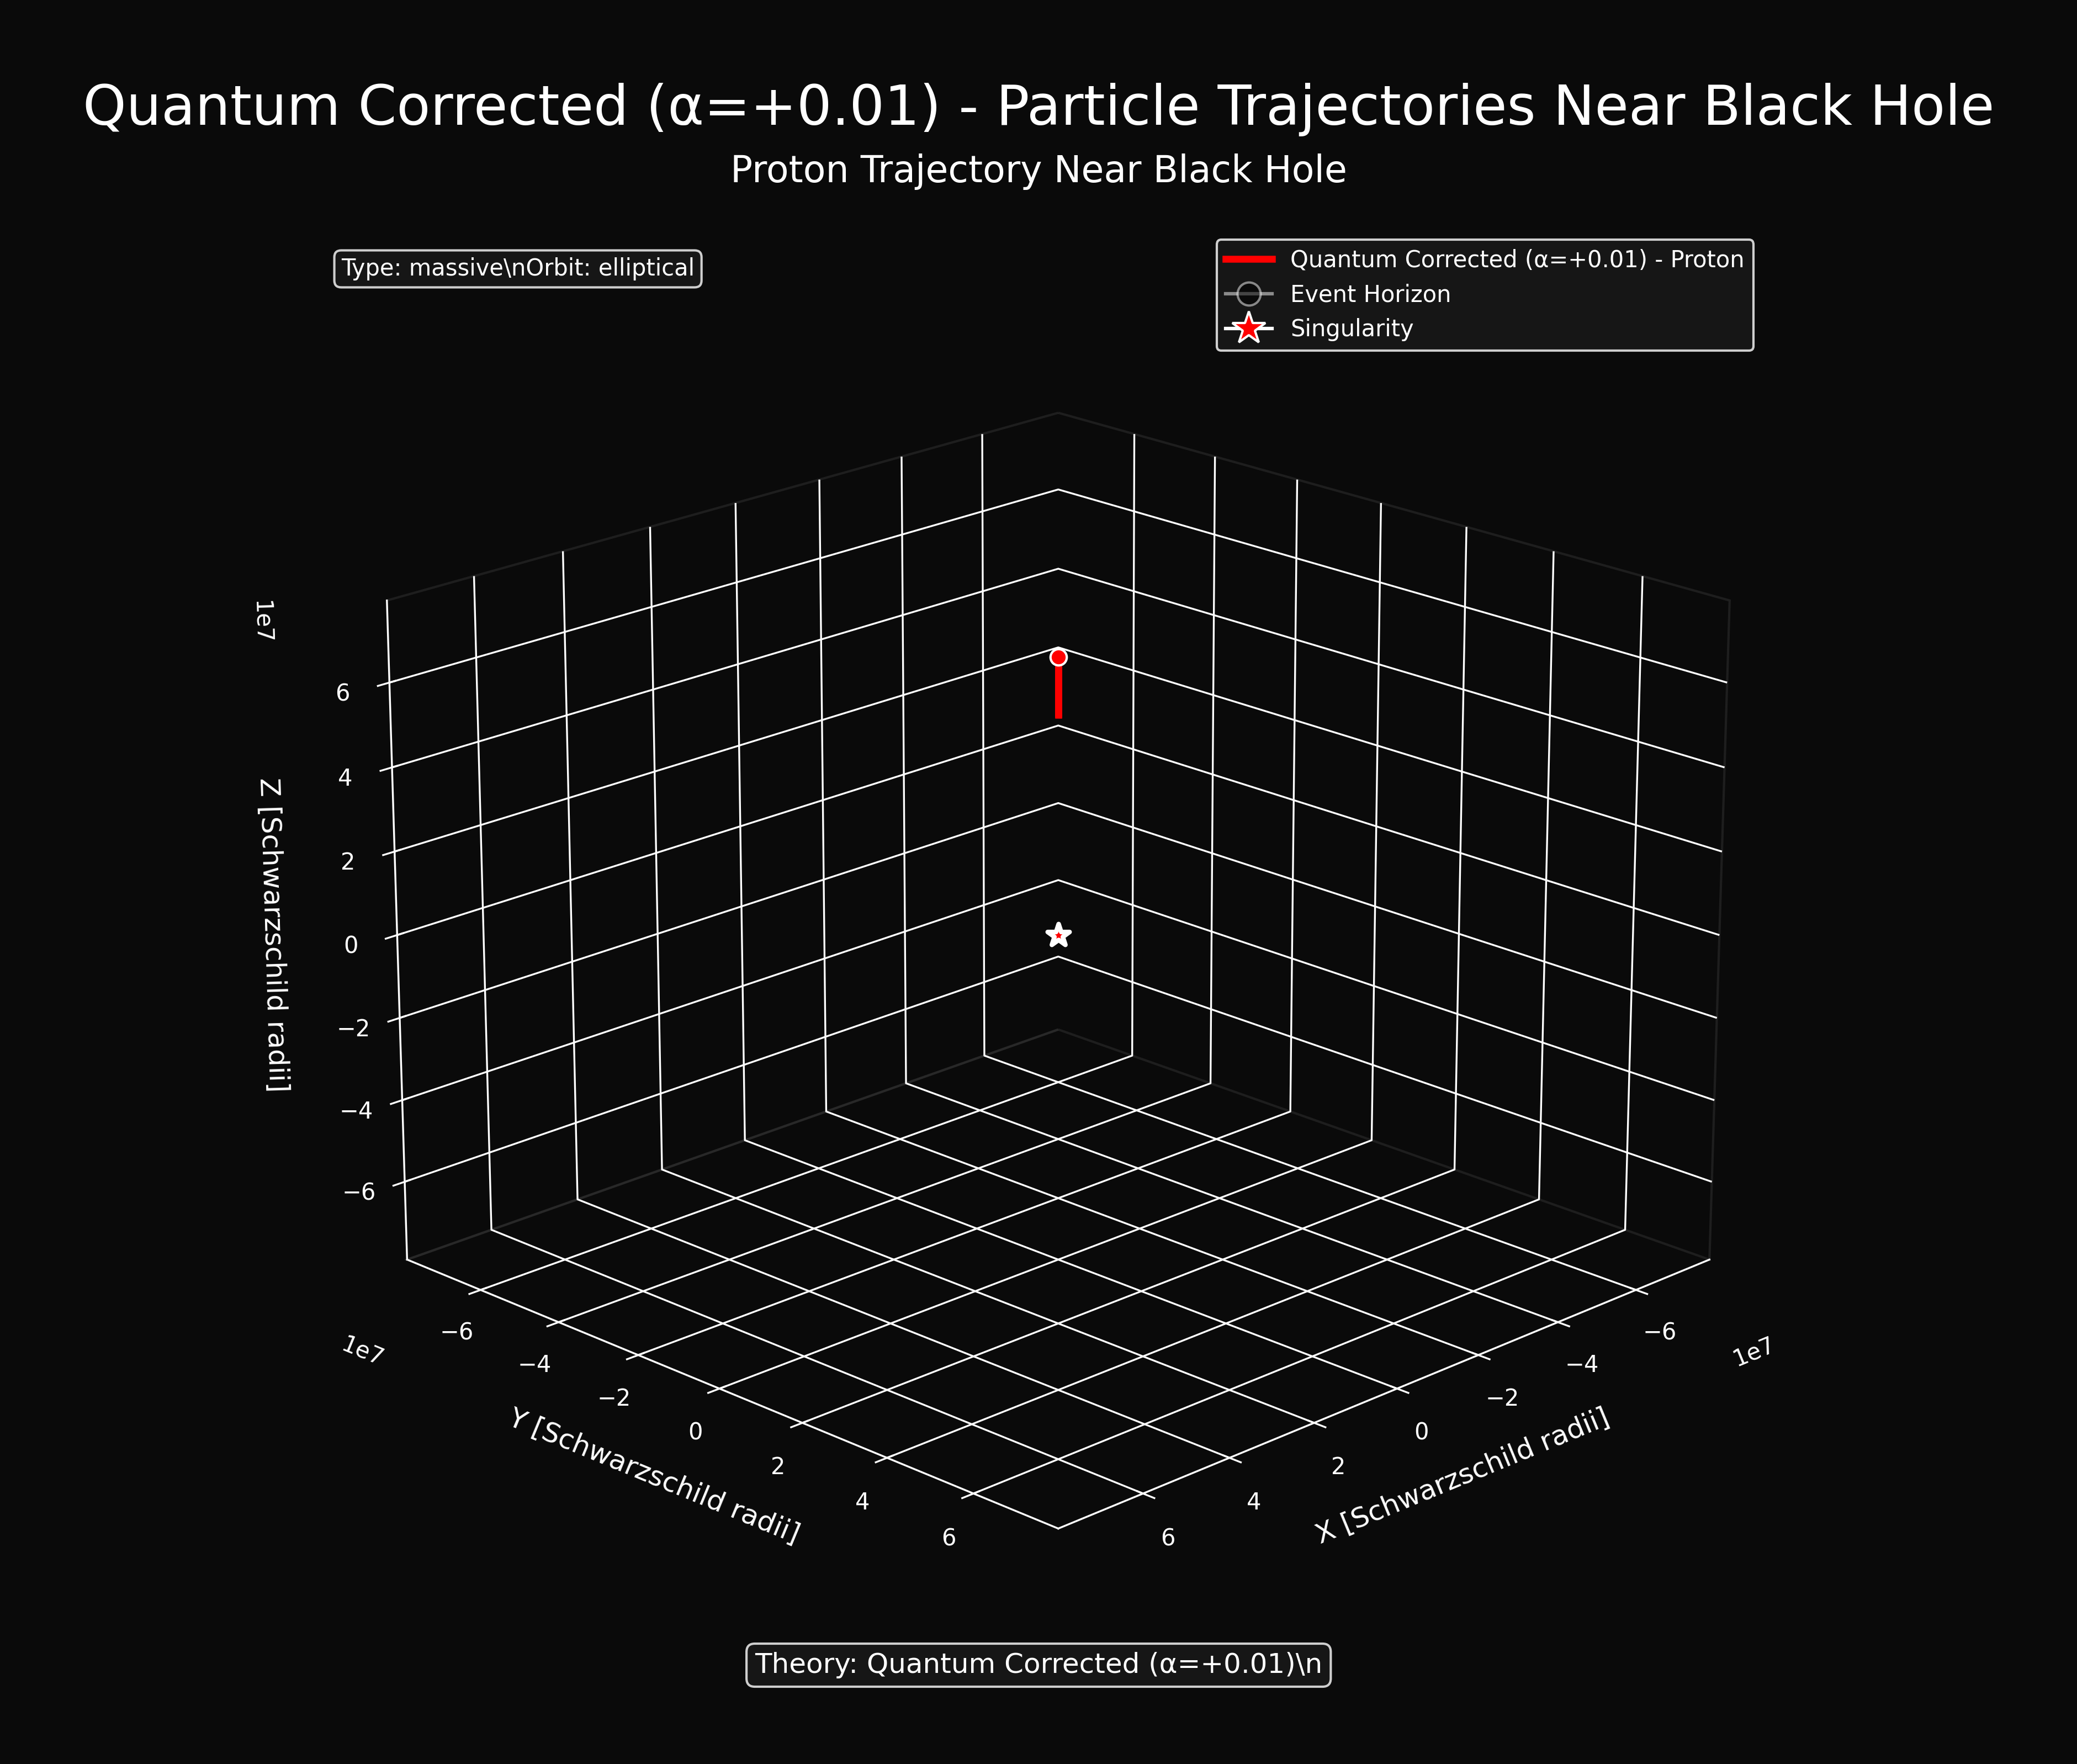 Quantum Corrected (α=+0.01) - Particle Trajectories Near Black Hole
Proton Trajectory Near Black Hole
Type: massive\nOrbit: elliptical
Quantum Corrected (α=+0.01) - Proton
Event Horizon
Singularity
1e7
6
4
2
0
−2
−4
−6
Z [Schwarzschild radii]
1e7
−6
−4
−2
0
2
4
6
Y [Schwarzschild radii]
1e7
−6
−4
−2
0
2
4
6
X [Schwarzschild radii]
Theory: Quantum Corrected (α=+0.01)\n